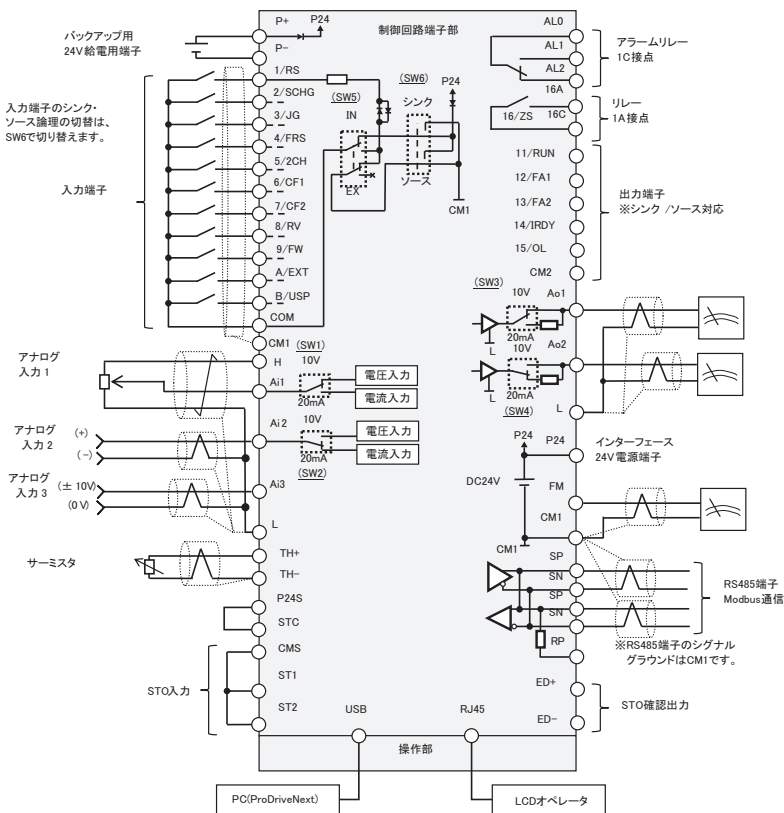 制御回路端子部
バックアップ用
24V給電用端子
P+
P24
P-
入力端子のシンク・
ソース論理の切替は、
SW6で切り替えます。
入力端子
1/RS
2/SCHG
3/JG
4/FRS
5/2CH
6/CF1
7/CF2
8/RV
9/FW
A/EXT
B/USP
COM
CM1
(SW5)
IN
EX
(SW6)
シンク
ソース
P24
CM1
アナログ
入力 1
H
Ai1
(SW1)
10V
20mA
電圧入力
電流入力
アナログ
入力 2
(+)
(-)
Ai2
10V
20mA
(SW2)
電圧入力
電流入力
アナログ
入力 3
(± 10V)
(0 V)
Ai3
L
サーミスタ
TH+
TH-
P24S
STC
CMS
STO入力
ST1
ST2
AL0
AL1
AL2
アラームリレー
1C接点
16A
16/ZS
16C
リレー
1A接点
11/RUN
12/FA1
13/FA2
14/IRDY
15/OL
CM2
出力端子
※シンク /ソース対応
(SW3)
10V
Ao1
L
20mA
10V
Ao2
L
20mA
(SW4)
L
P24
P24
インターフェース
24V電源端子
DC24V
FM
CM1
CM1
SP
SN
SP
SN
RP
RS485端子
Modbus通信
※RS485端子のシグナル
グラウンドはCM1です。
ED+
ED-
STO確認出力
USB
RJ45
操作部
PC(ProDriveNext)
LCDオペレータ